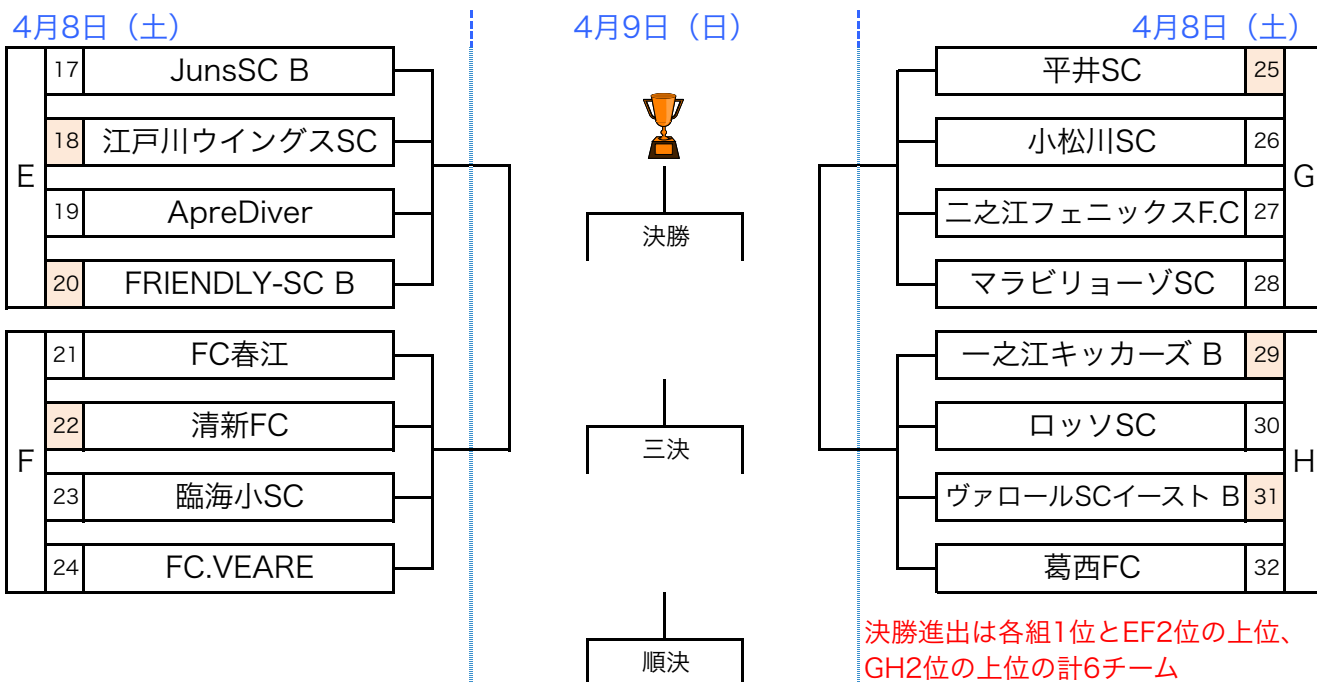 4月8日（土）
4月9日（日）
4月8日（土）
E
17 JunsSC B
18 江戸川ウイングスSC
19 ApreDiver
20 FRIENDLY-SC B
F
21 FC春江
22 清新FC
23 臨海小SC
24 FC.VEARE
決勝
三決
順決
平井SC 25
小松川SC 26
二之江フェニックスF.C 27
マラビリョーゾSC 28
G
一之江キッカーズ B 29
ロッソSC 30
ヴァロールSCイースト B 31
葛西FC 32
H
決勝進出は各組1位とEF2位の上位、
GH2位の上位の計6チーム